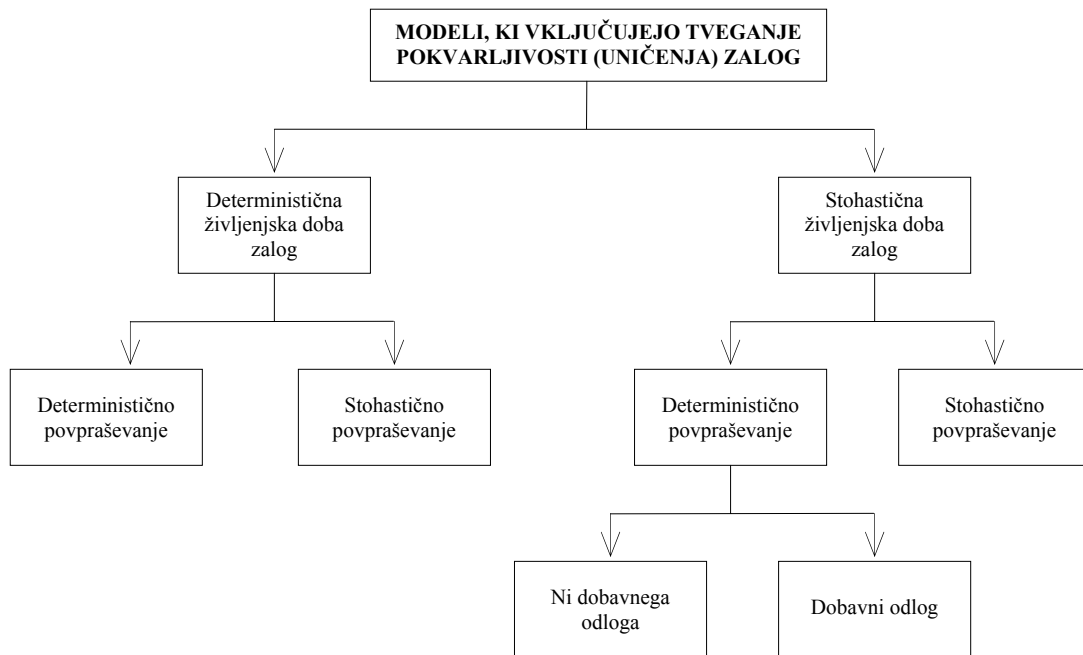 MODELI, KI VKLJUČUJEJO TVEGANJE
POKVARLJIVOSTI (UNIČENJA) ZALOG
Deterministična
življenjska doba
zalog
Stohastična
življenjska doba
zalog
Deterministično
povpraševanje
Stohastično
povpraševanje
Deterministično
povpraševanje
Stohastično
povpraševanje
Ni dobavnega
odloga
Dobavni odlog